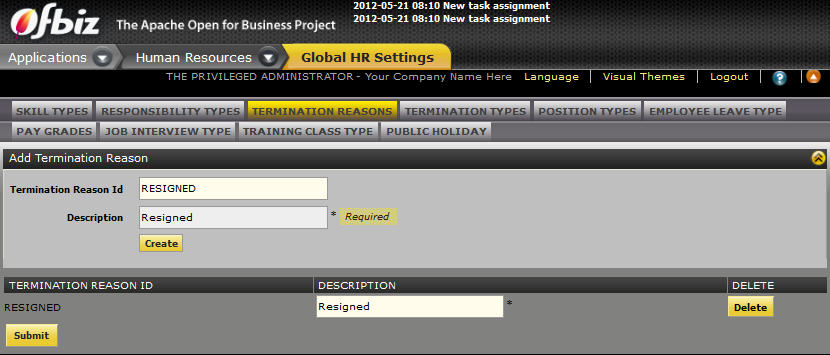 2012-05-21 08:10 New task assignment
2012-05-21 08:10 New task assignment
Ofbiz The Apache Open for Business Project
Applications Human Resources Global HR Settings
THE PRIVILEGED ADMINISTRATOR - Your Company Name Here Language Visual Themes Logout ?
SKILL TYPES RESPONSIBILITY TYPES TERMINATION REASONS TERMINATION TYPES POSITION TYPES EMPLOYEE LEAVE TYPE
PAY GRADES JOB INTERVIEW TYPE TRAINING CLASS TYPE PUBLIC HOLIDAY
Add Termination Reason
Termination Reason Id RESIGNED
Description Resigned * Required
Create
TERMINATION REASON ID DESCRIPTION DELETE
RESIGNED Resigned * Delete
Submit